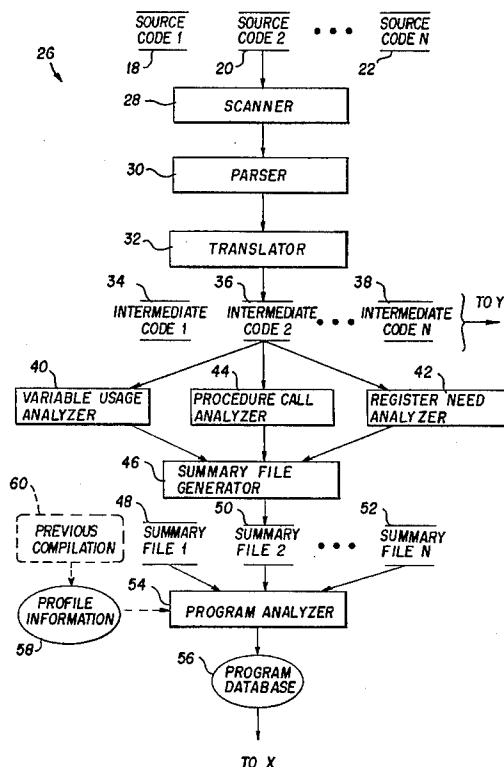 SOURCE CODE 1
SOURCE CODE 2
SOURCE CODE N
26
18
20
22
28
SCANNER
30
PARSER
32
TRANSLATOR
34
36
38
INTERMEDIATE CODE 1
INTERMEDIATE CODE 2
INTERMEDIATE CODE N
TO Y
40
44
42
VARIABLE USAGE ANALYZER
PROCEDURE CALL ANALYZER
REGISTER NEED ANALYZER
46
SUMMARY FILE GENERATOR
60
48
50
52
PREVIOUS COMPILATION
SUMMARY FILE 1
SUMMARY FILE 2
SUMMARY FILE N
54
PROFILE INFORMATION
PROGRAM ANALYZER
58
56
PROGRAM DATABASE
TO X